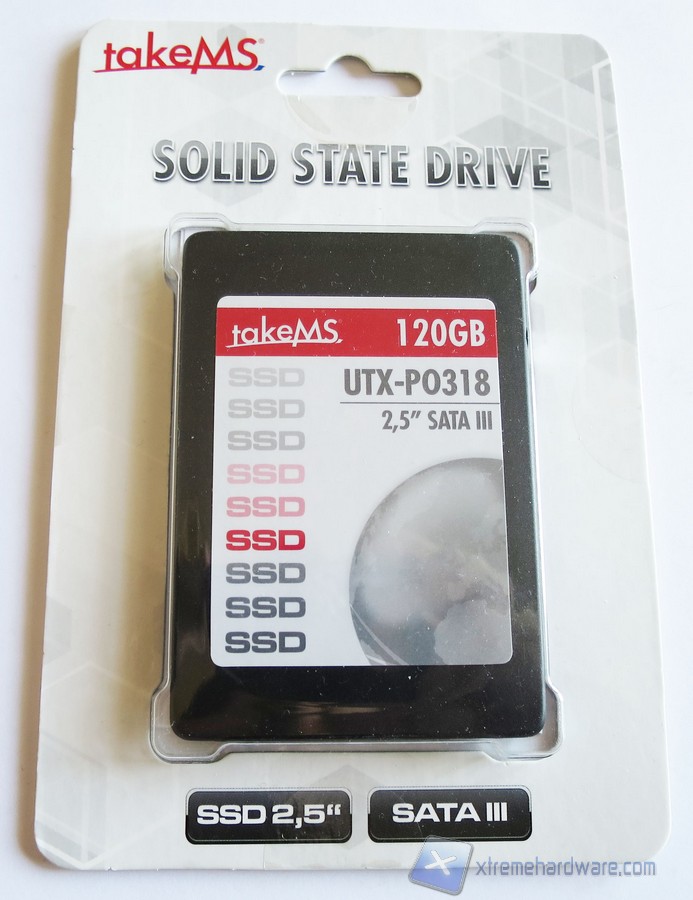 takeMS®
SOLID STATE DRIVE
takeMS 120GB
SSD UTX-PO318
SSD 2,5” SATA III
SSD
SSD
SSD
SSD
SSD
SSD
SSD
SSD 2,5“ SATA III
xtremehardware.com